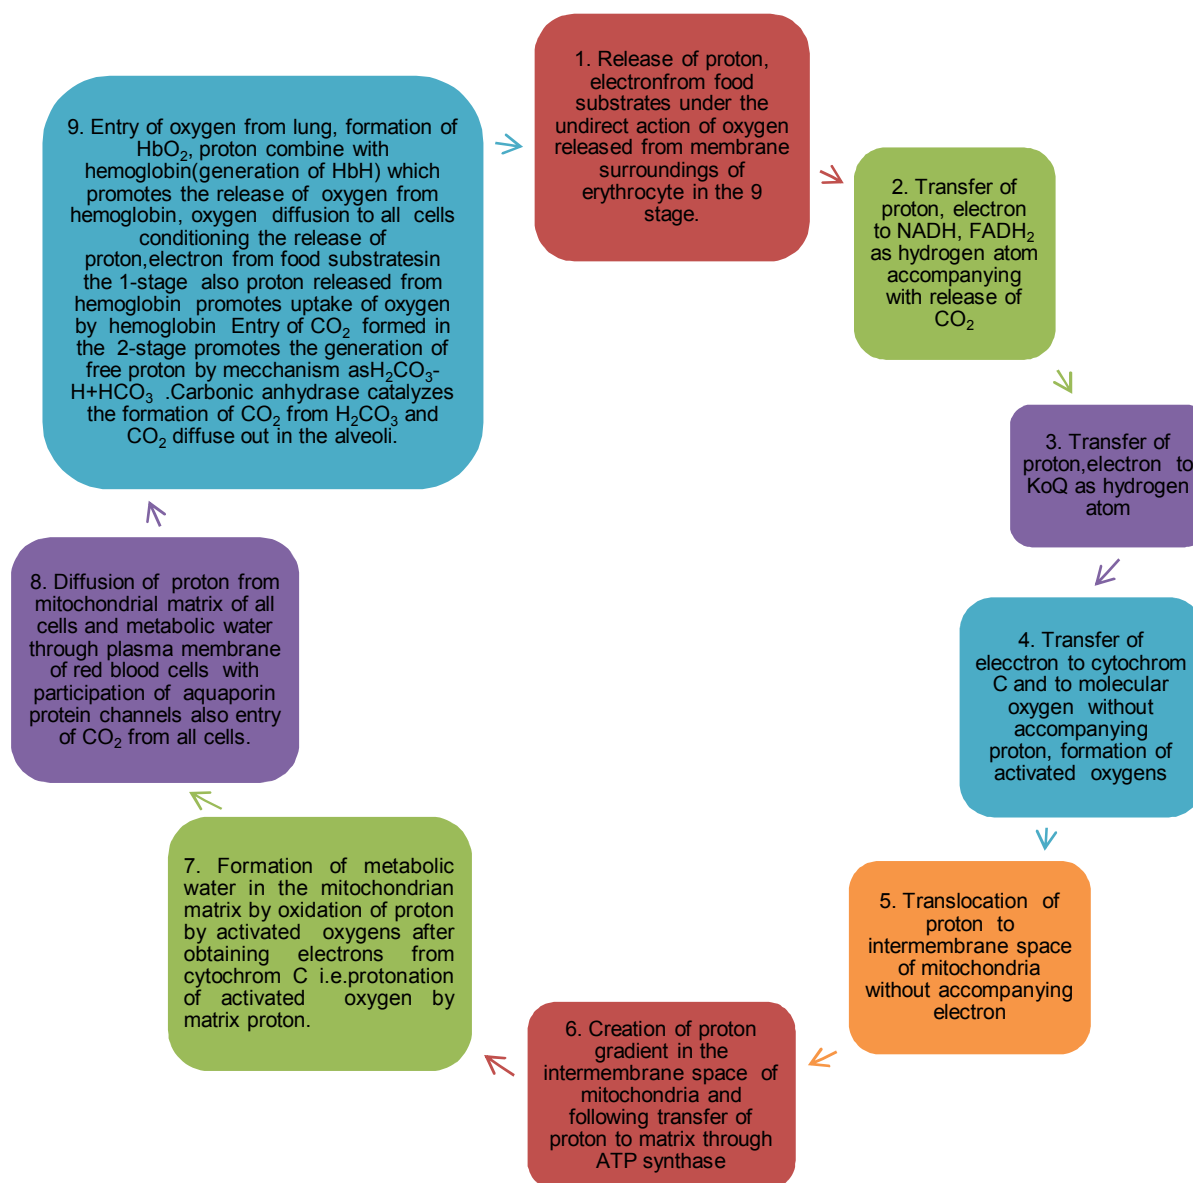 1. Release of proton,
electronfrom food
substrates under the
undirect action of oxygen
released from membrane
surroundings of
erythrocyte in the 9
stage.
2. Transfer of
proton, electron
to NADH, FADH₂
as hydrogen atom
accompanying
with release of
CO₂
3. Transfer of
proton,electron to
KoQ as hydrogen
atom
4. Transfer of
elecctron to cytochrom
C and to molecular
oxygen without
accompanying
proton, formation of
activated oxygens
5. Translocation of
proton to
intermembrane space
of mitochondria
without accompanying
electron
6. Creation of proton
gradient in the
intermembrane space of
mitochondria and
following transfer of
proton to matrix through
ATP synthase
7. Formation of metabolic
water in the mitochondrian
matrix by oxidation of proton
by activated oxygens after
obtaining electrons from
cytochrom C i.e.protonation
of activated oxygen by
matrix proton.
8. Diffusion of proton from
mitochondrial matrix of all
cells and metabolic water
through plasma membrane
of red blood cells with
participation of aquaporin
protein channels also entry
of CO₂ from all cells.
9. Entry of oxygen from lung, formation of
HbO₂, proton combine with
hemoglobin(generation of HbH) which
promotes the release of oxygen from
hemoglobin, oxygen diffusion to all cells
conditioning the release of
proton,electron from food substratesin
the 1-stage also proton released from
hemoglobin promotes uptake of oxygen
by hemoglobin Entry of CO₂ formed in
the 2-stage promotes the generation of
free proton by mecchanism asH₂CO₃-
H+HCO₃ .Carbonic anhydrase catalyzes
the formation of CO₂ from H₂CO₃ and
CO₂ diffuse out in the alveoli.